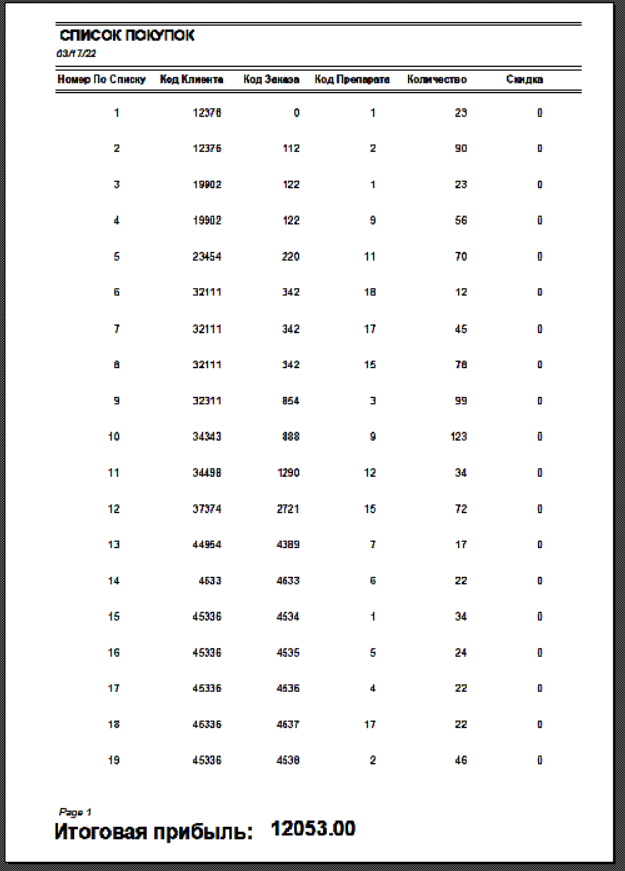 СПИСОК ПОКУПОК
03/17/22
Номер По Списку Код Клиента Код Заказа Код Препарата Количество Скидка
1 12376 0 1 23 0
2 12376 112 2 90 0
3 19902 122 1 23 0
4 19902 122 9 56 0
5 23454 220 11 70 0
6 32111 342 18 12 0
7 32111 342 17 45 0
8 32111 342 15 78 0
9 32311 854 3 99 0
10 34343 888 9 123 0
11 34498 1290 12 34 0
12 37374 2721 15 72 0
13 44954 4389 7 17 0
14 4533 4633 6 22 0
15 45336 4534 1 34 0
16 45336 4535 5 24 0
17 45336 4536 4 22 0
18 45336 4537 17 22 0
19 45336 4538 2 46 0
Page 1
Итоговая прибыль: 12053.00